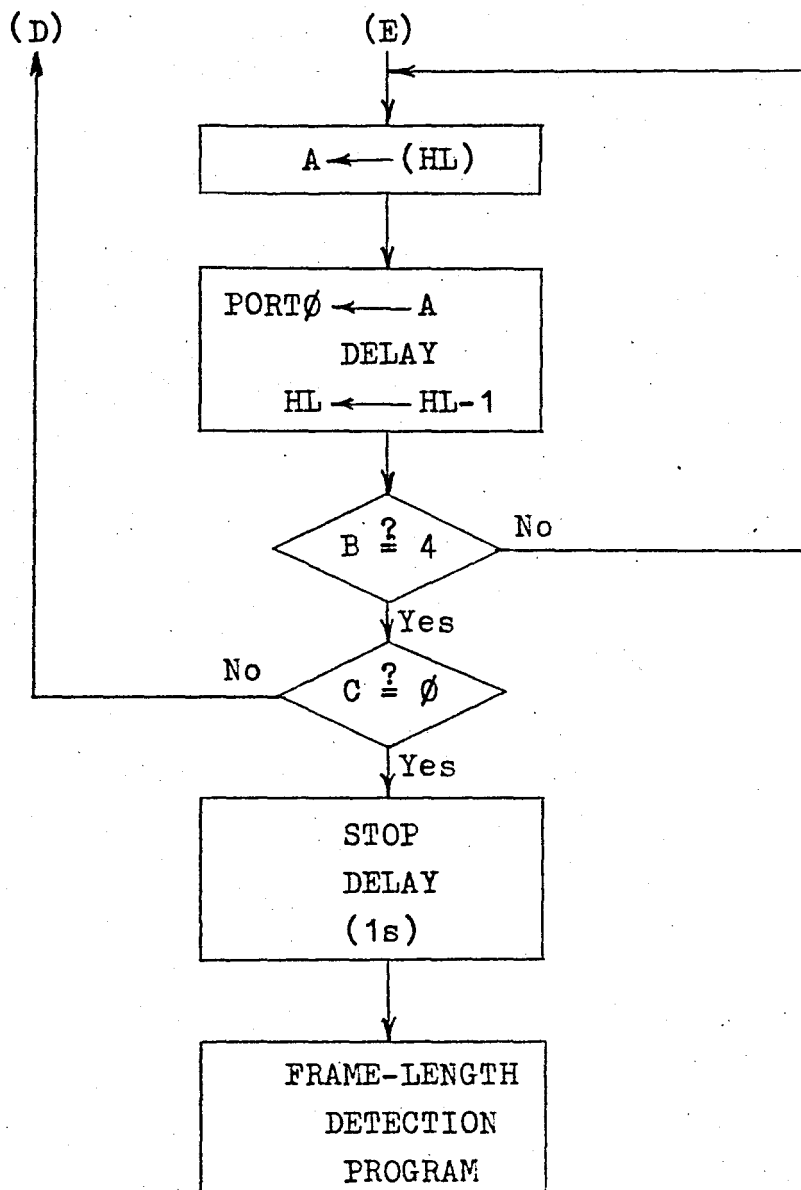 (D) (E)
A ← (HL)
PORTØ ← A
DELAY
HL ← HL-1
B ≟ 4
No
Yes
No
C ≟ Ø
Yes
STOP
DELAY
(1s)
FRAME-LENGTH
DETECTION
PROGRAM